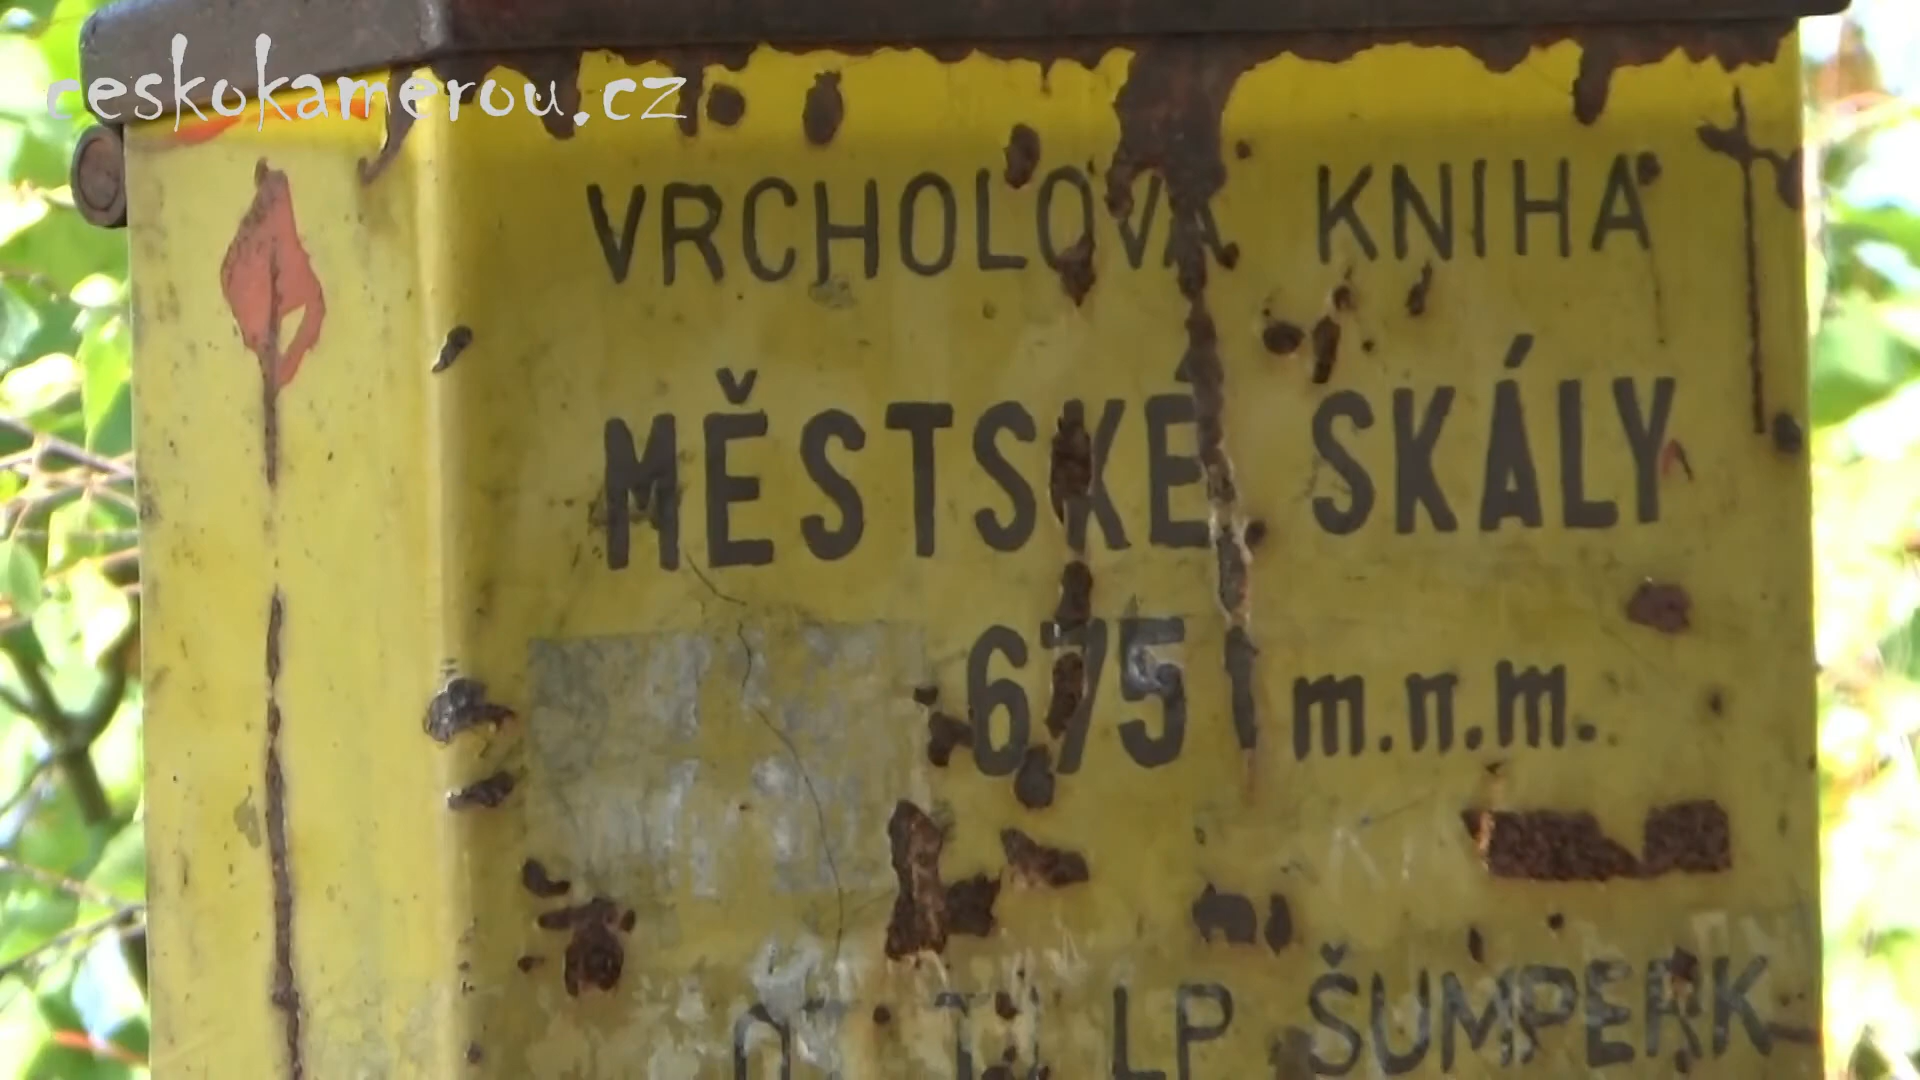 ceskokamerou.cz
VRCHOLOVÁ KNIHA
MĚSTSKÉ SKÁLY
675 m.n.m.
LP ŠUMPERK